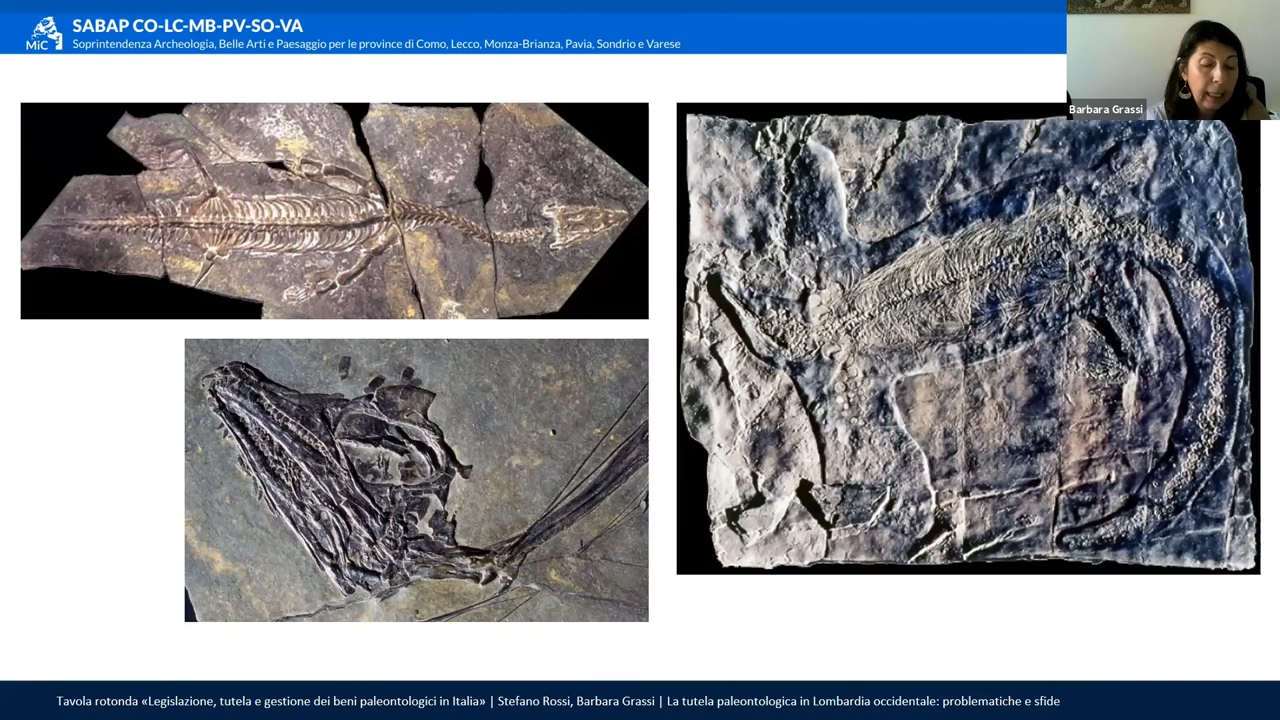 SABAP CO-LC-MB-PV-SO-VA
MiC
Soprintendenza Archeologia, Belle Arti e Paesaggio per le province di Como, Lecco, Monza-Brianza, Pavia, Sondrio e Varese
Barbara Grassi
Tavola rotonda «Legislazione, tutela e gestione dei beni paleontologici in Italia» | Stefano Rossi, Barbara Grassi | La tutela paleontologica in Lombardia occidentale: problematiche e sfide